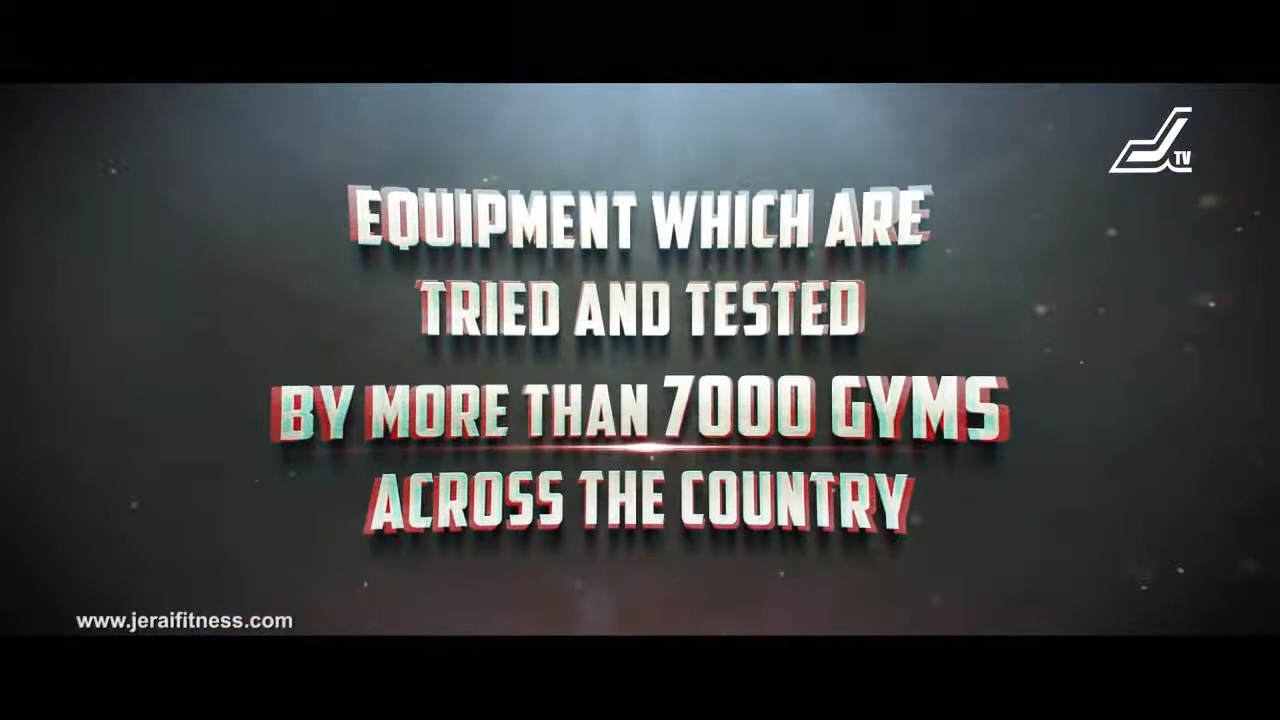 TV
EQUIPMENT WHICH ARE
TRIED AND TESTED
BY MORE THAN 7000 GYMS
ACROSS THE COUNTRY
www.jeraifitness.com